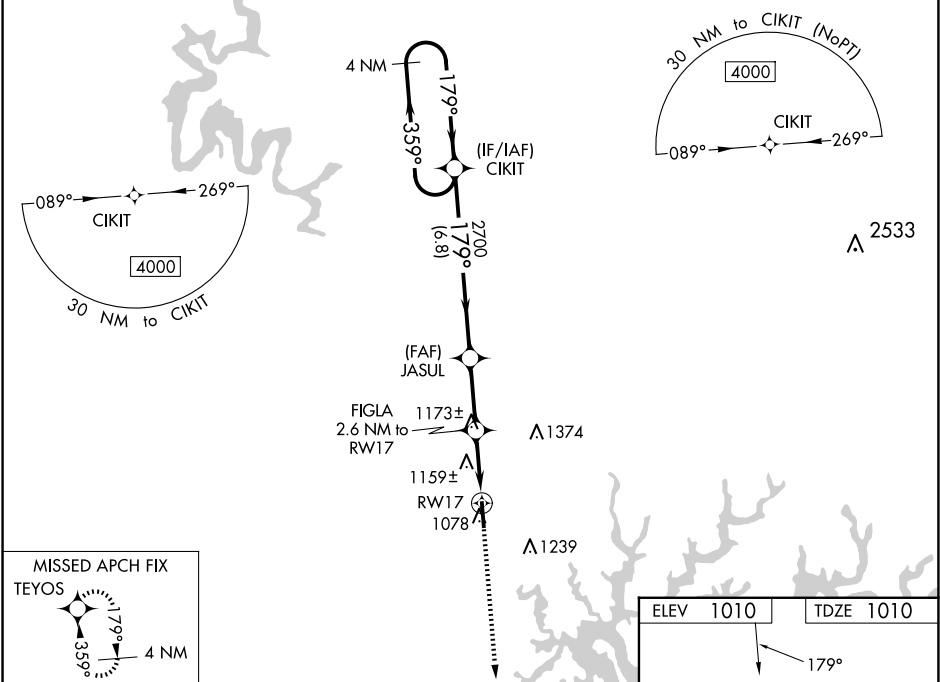 30 NM to CIKIT (NoPT)
4000
CIKIT
089°
269°
4 NM
179°
359°
(IF/IAF)
CIKIT
089°
269°
CIKIT
4000
30 NM to CIKIT
2700
179°
(6.8)
2533
(FAF)
JASUL
FIGLA
2.6 NM to
RW17
1173±
1374
1159±
RW17
1078
1239
MISSED APCH FIX
TEYOS
179°
359°
4 NM
ELEV 1010
TDZE 1010
179°